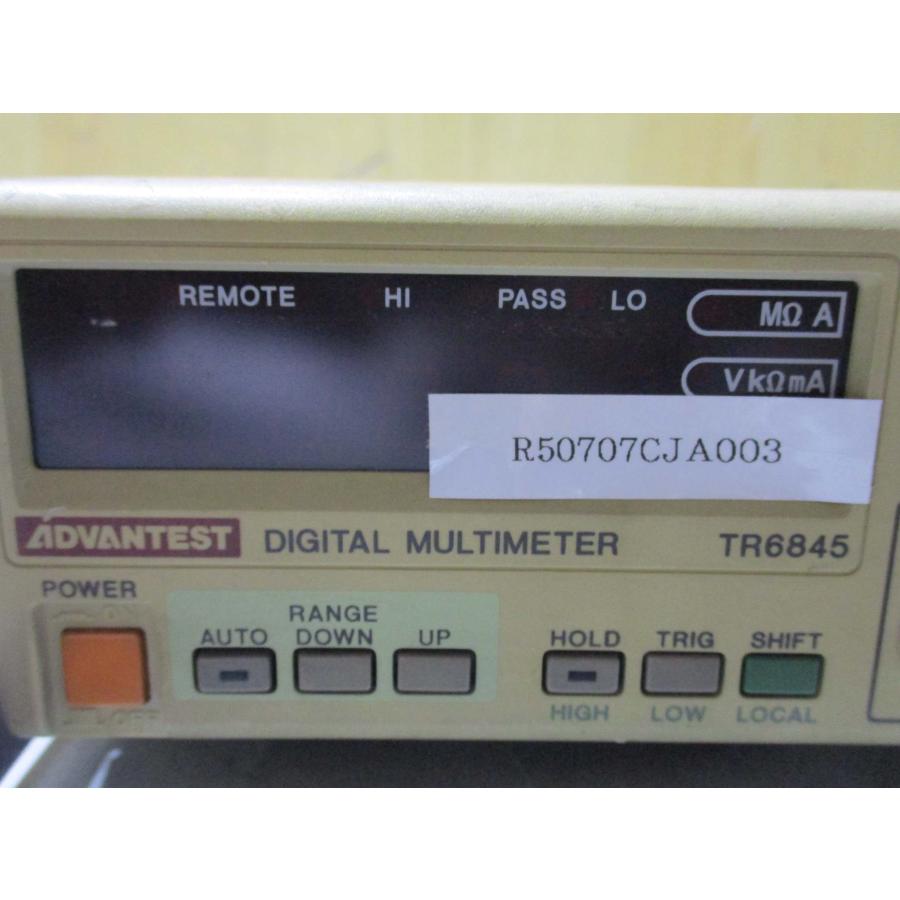 REMOTE HI PASS LO MΩ A
VkΩmA
R50707CJA003
ADVANTEST DIGITAL MULTIMETER TR6845
POWER
RANGE
AUTO DOWN UP HOLD TRIG SHIFT
HIGH LOW LOCAL
OFF